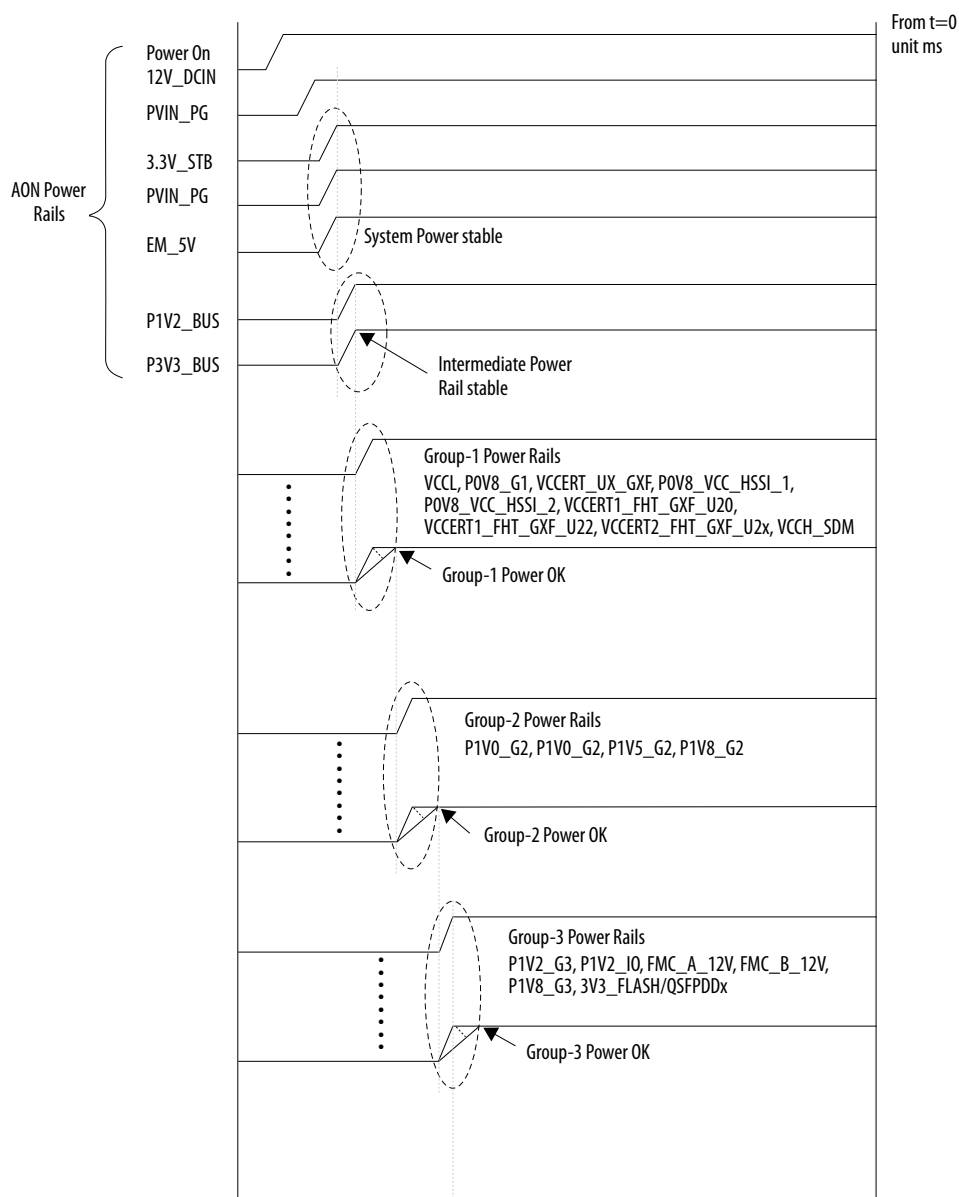 From t=0
unit ms
Power On
12V_DCIN
PVIN_PG
3.3V_STB
AON Power
Rails
PVIN_PG
EM_5V
System Power stable
P1V2_BUS
P3V3_BUS
Intermediate Power
Rail stable
Group-1 Power Rails
VCCL, P0V8_G1, VCCERT_UX_GXF, P0V8_VCC_HSSI_1,
P0V8_VCC_HSSI_2, VCCERT1_FHT_GXF_U20,
VCCERT1_FHT_GXF_U22, VCCERT2_FHT_GXF_U2x, VCCH_SDM
Group-1 Power OK
Group-2 Power Rails
P1V0_G2, P1V0_G2, P1V5_G2, P1V8_G2
Group-2 Power OK
Group-3 Power Rails
P1V2_G3, P1V2_IO, FMC_A_12V, FMC_B_12V,
P1V8_G3, 3V3_FLASH/QSFPDDx
Group-3 Power OK